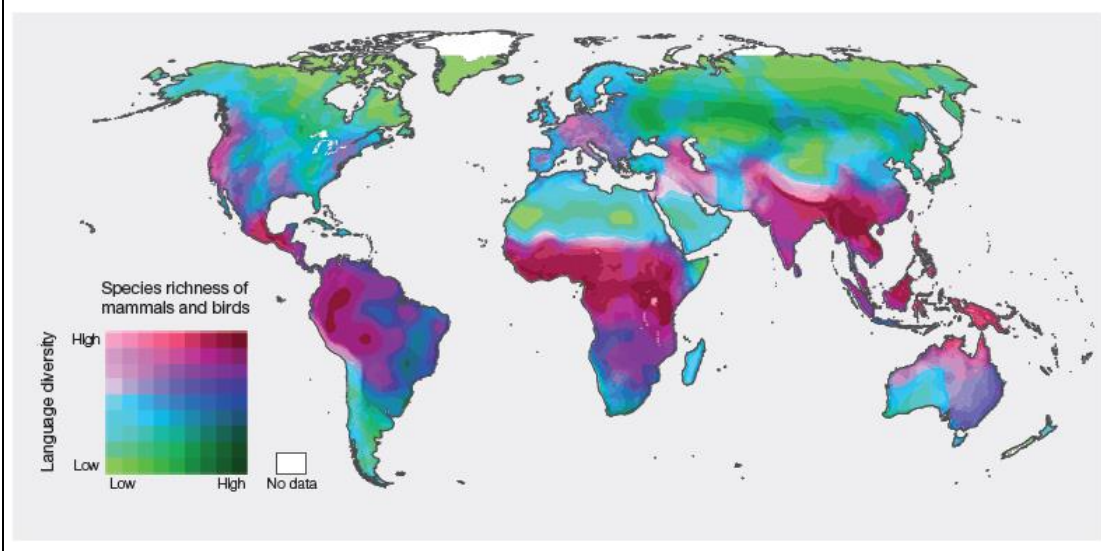 Species richness of
mammals and birds
High
Language diversity
Low
Low
High
No data